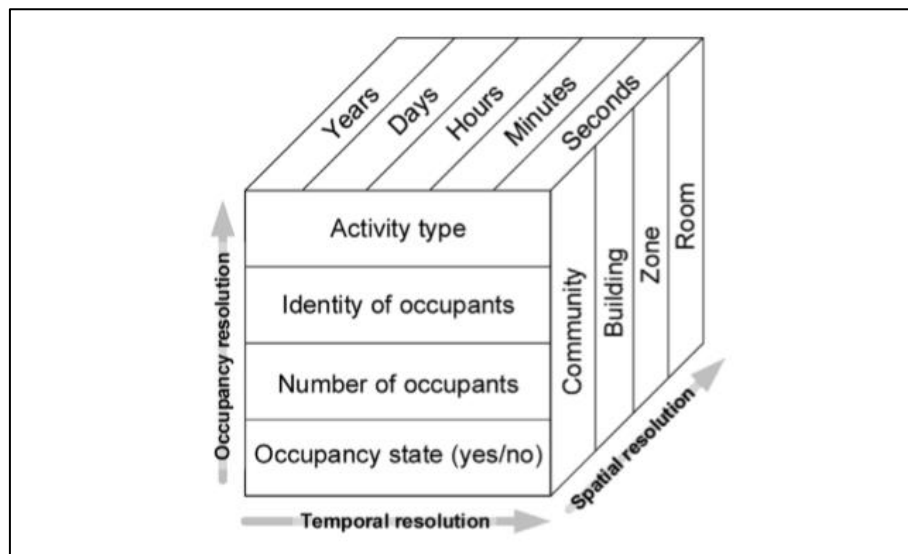 Years
Days
Hours
Minutes
Seconds
Activity type
Identity of occupants
Number of occupants
Occupancy state (yes/no)
Community
Building
Zone
Room
Occupancy resolution
Temporal resolution
Spatial resolution